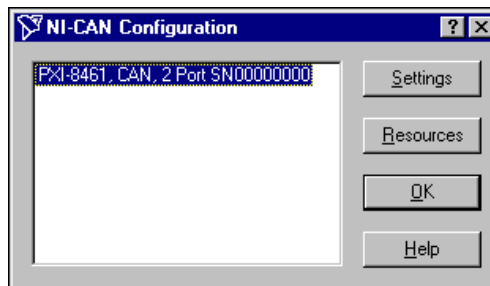 NI-CAN Configuration
PXI-8461, CAN, 2 Port SN00000000
Settings
Resources
OK
Help